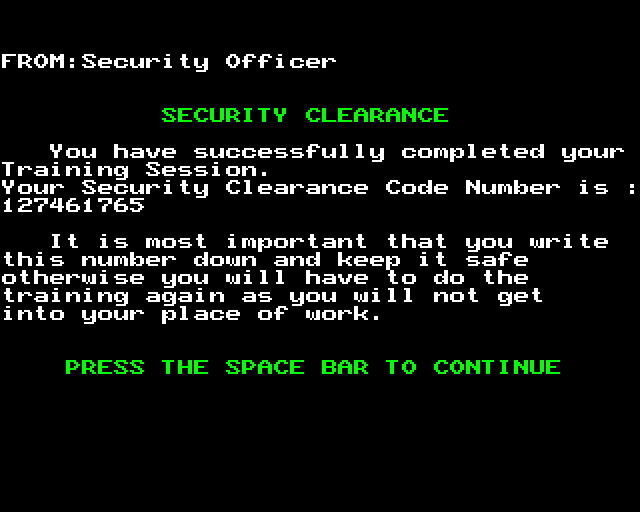 FROM:Security Officer
SECURITY CLEARANCE
You have successfully completed your
Training Session.
Your Security Clearance Code Number is :
127461765
It is most important that you write
this number down and keep it safe
otherwise you will have to do the
training again as you will not get
into your place of work.
PRESS THE SPACE BAR TO CONTINUE